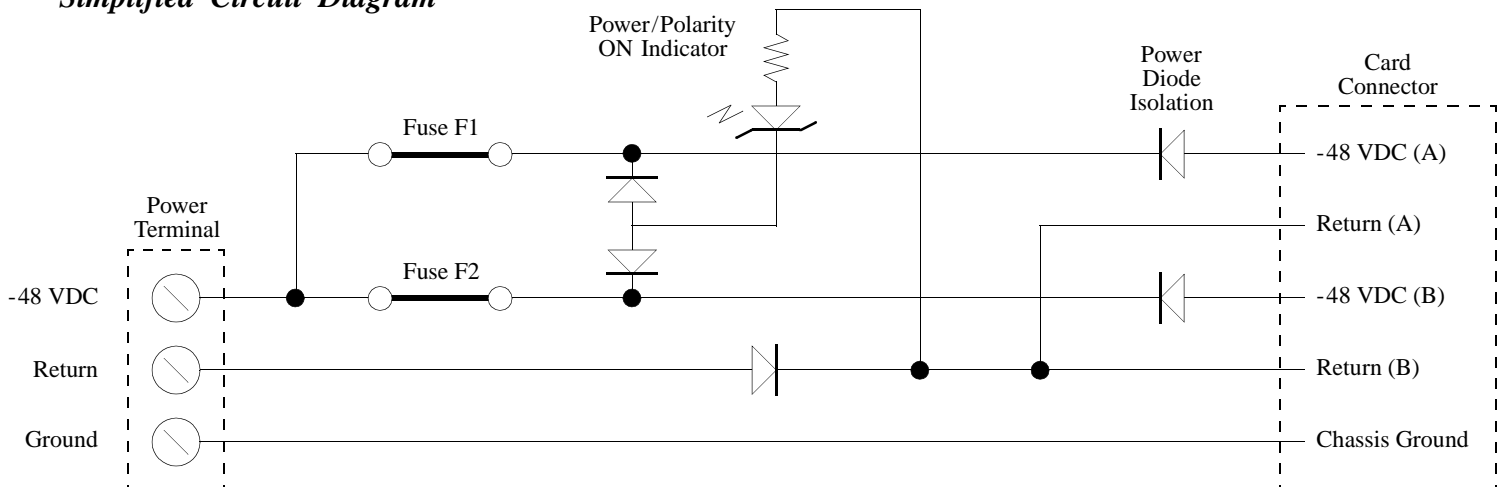 Simplified Circuit Diagram
Power/Polarity
ON Indicator
Power
Diode
Isolation
Card
Connector
Fuse F1
-48 VDC (A)
Power
Terminal
Return (A)
Fuse F2
-48 VDC
-48 VDC (B)
Return
Return (B)
Ground
Chassis Ground